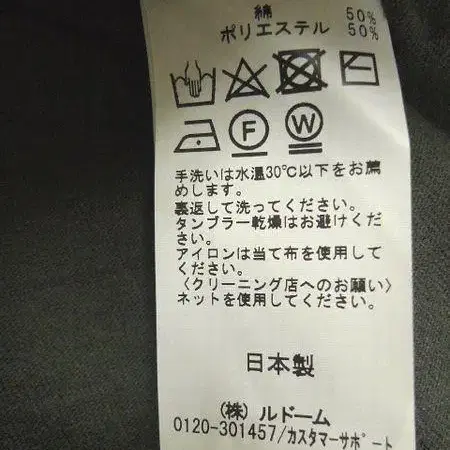 綿 50%
ポリエステル 50%
F W
手洗いは水温30℃以下をお薦
めします。
裏返して洗ってください。
タンブラー乾燥はお避けくだ
さい。
アイロンは当て布を使用して
ください。
〈クリーニング店へのお願い〉
ネットを使用してください。
日本製
(株) ルドーム
0120-301457/カスタマーサポート